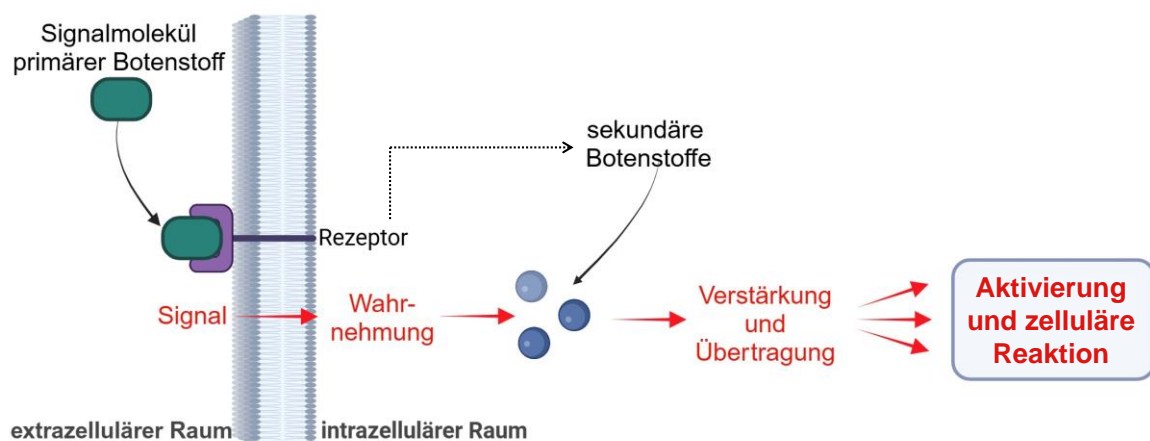 Signalmolekül
primärer Botenstoff
sekundäre
Botenstoffe
Rezeptor
Signal
Wahr-
nehmung
Verstärkung
und
Übertragung
Aktivierung
und zelluläre
Reaktion
extrazellulärer Raum
intrazellulärer Raum